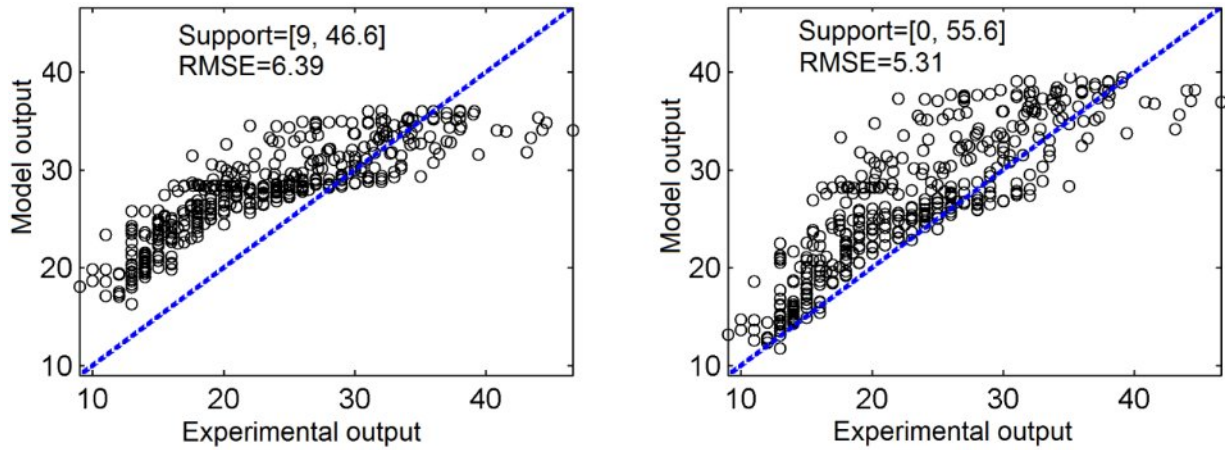 Support=[9, 46.6]
RMSE=6.39
40
30
20
10
Model output
10 20 30 40
Experimental output
Support=[0, 55.6]
RMSE=5.31
40
30
20
10
Model output
10 20 30 40
Experimental output